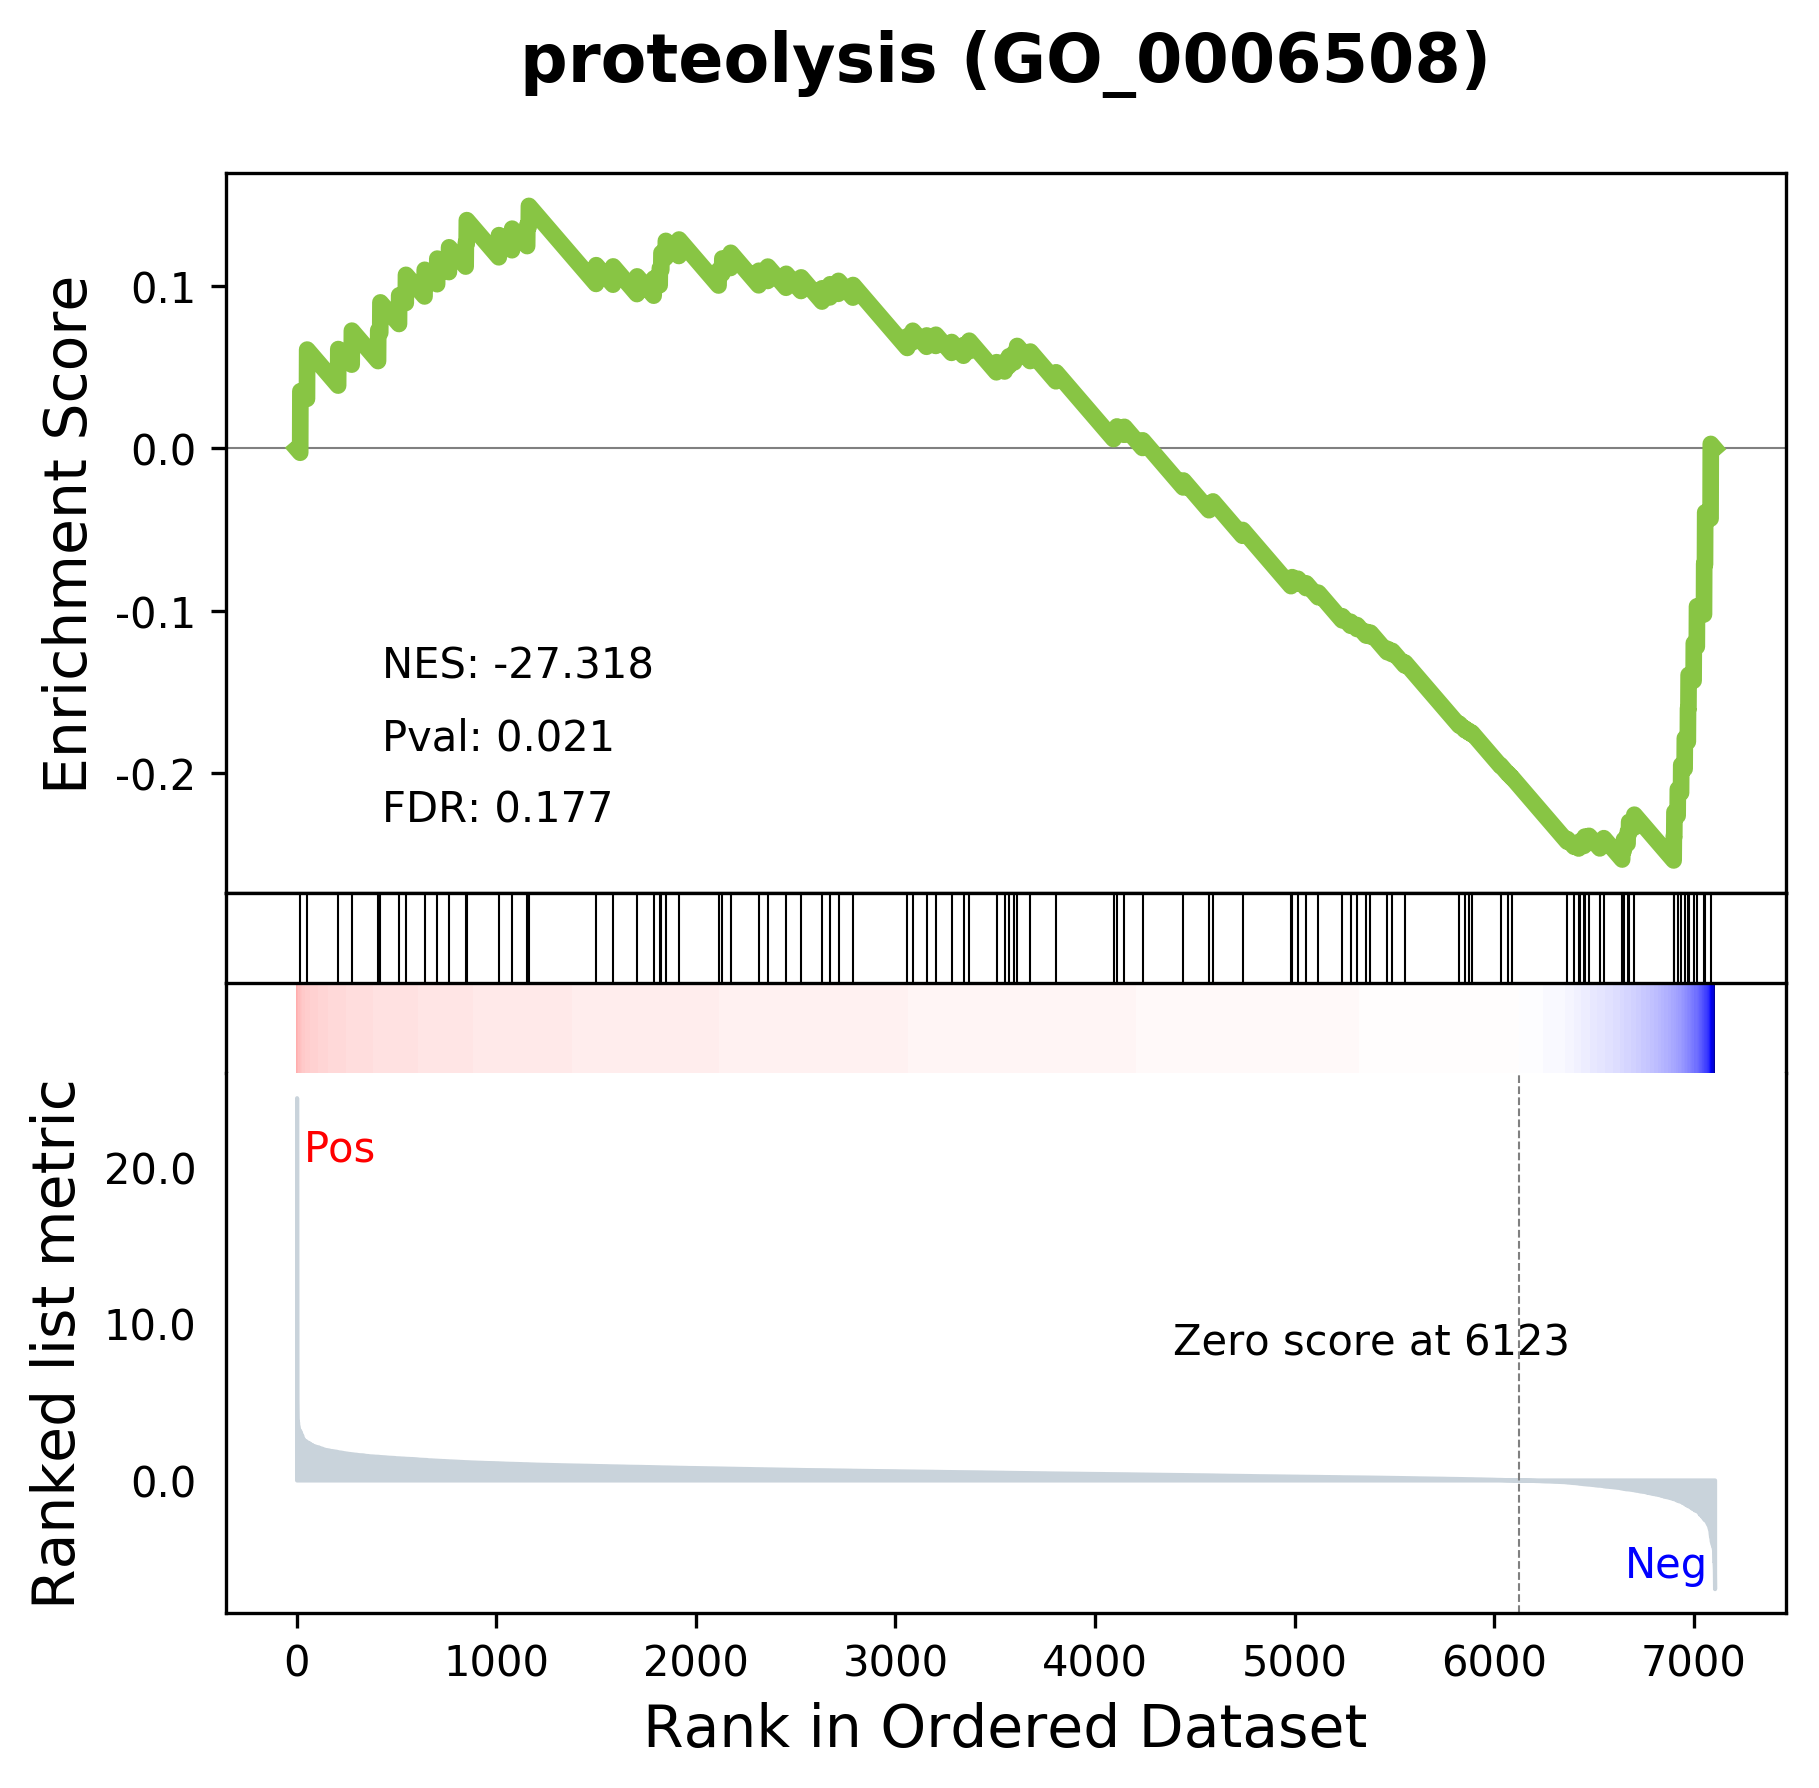 proteolysis (GO_0006508)
Enrichment Score
0.1
0.0
-0.1
-0.2
NES: -27.318
Pval: 0.021
FDR: 0.177
Ranked list metric
20.0
10.0
0.0
Pos
Zero score at 6123
Neg
0 1000 2000 3000 4000 5000 6000 7000
Rank in Ordered Dataset